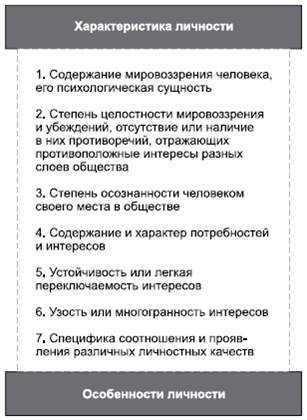 Характеристика личности
1. Содержание мировоззрения человека,
его психологическая сущность
2. Степень целостности мировоззрения
и убеждений, отсутствие или наличие
в них противоречий, отражающих
противоположные интересы разных
слоев общества
3. Степень осознанности человеком
своего места в обществе
4. Содержание и характер потребностей
и интересов
5. Устойчивость или легкая
переключаемость интересов
6. Узость или многогранность интересов
7. Специфика соотношения и прояв-
ления различных личностных качеств
Особенности личности